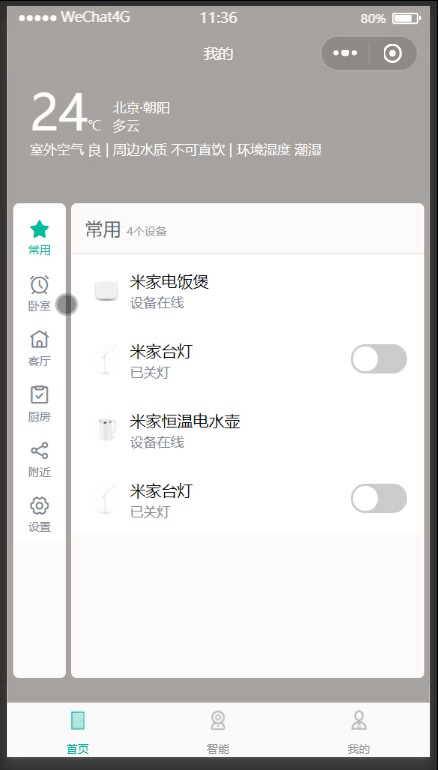 WeChat4G 11:36 80%
我的
24℃
北京·朝阳
多云
室外空气 良 | 周边水质 不可直饮 | 环境湿度 潮湿
常用
卧室
客厅
厨房
附近
设置
常用 4个设备
米家电饭煲
设备在线
米家台灯
已关灯
米家恒温电水壶
设备在线
米家台灯
已关灯
首页 智能 我的